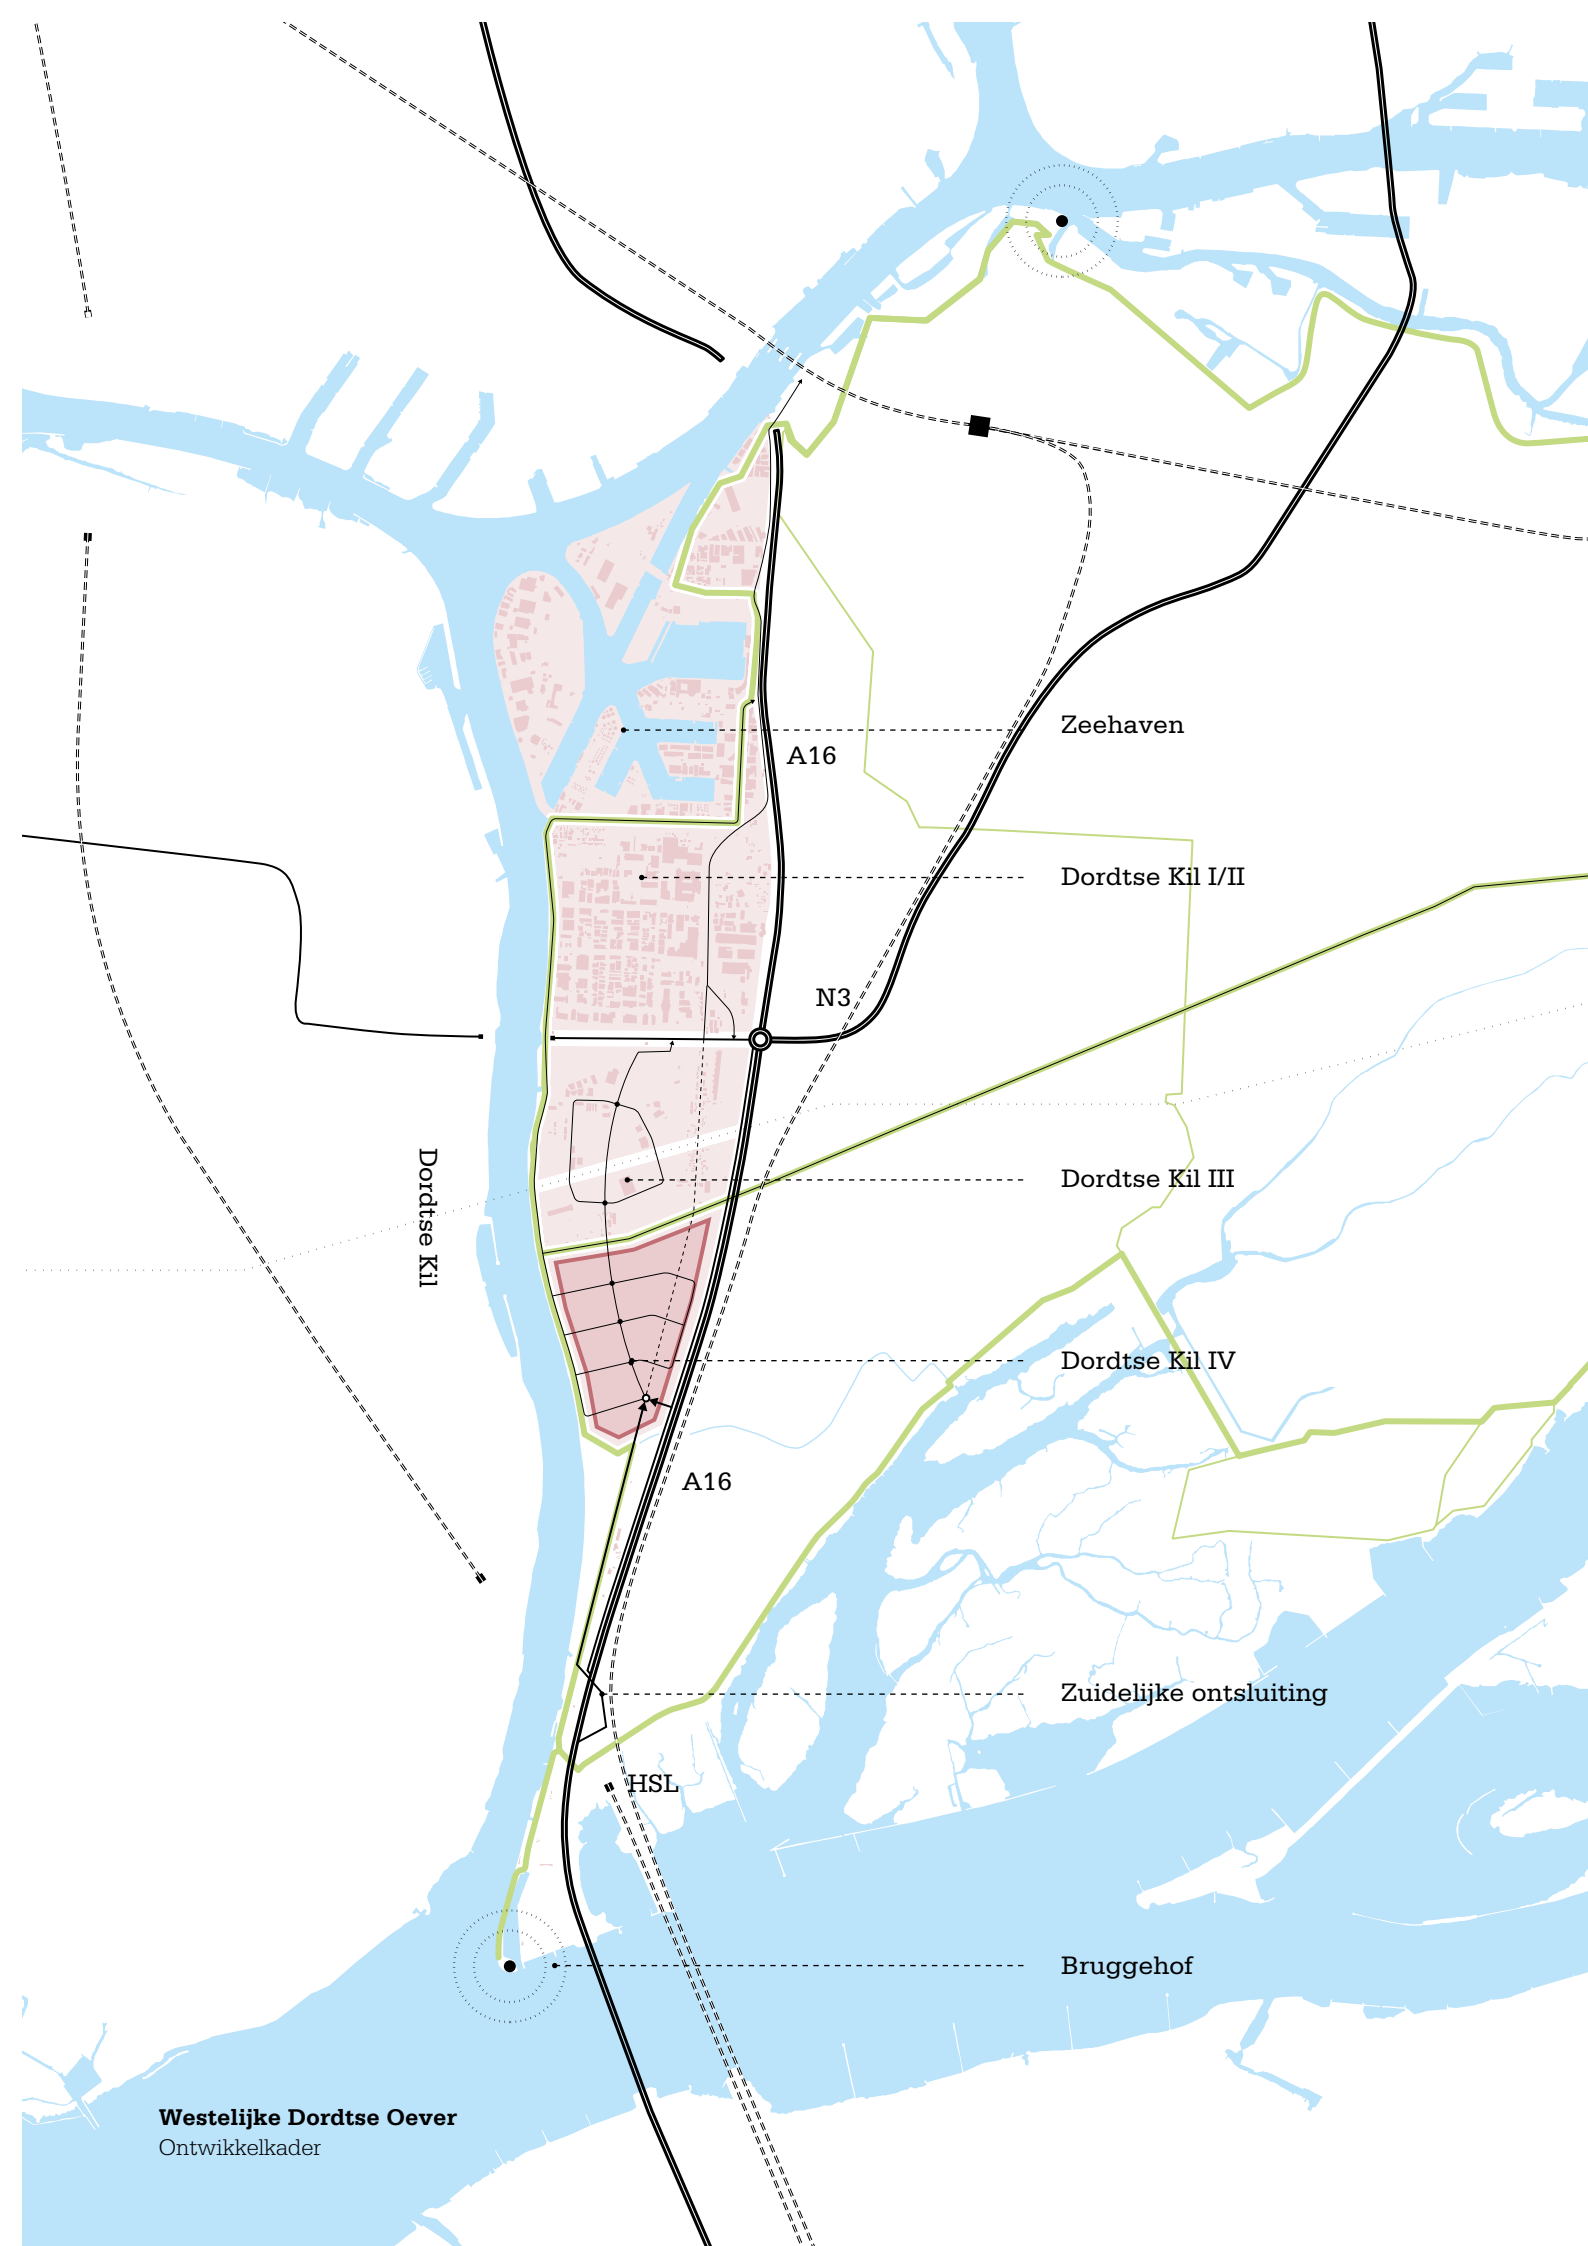 Zeehaven
A16
Dordtse Kil I/II
N3
Dordtse Kil
Dordtse Kil III
Dordtse Kil IV
A16
Zuidelijke ontsluiting
HSL
Bruggehof
Westelijke Dordtse Oever
Ontwikkelkader